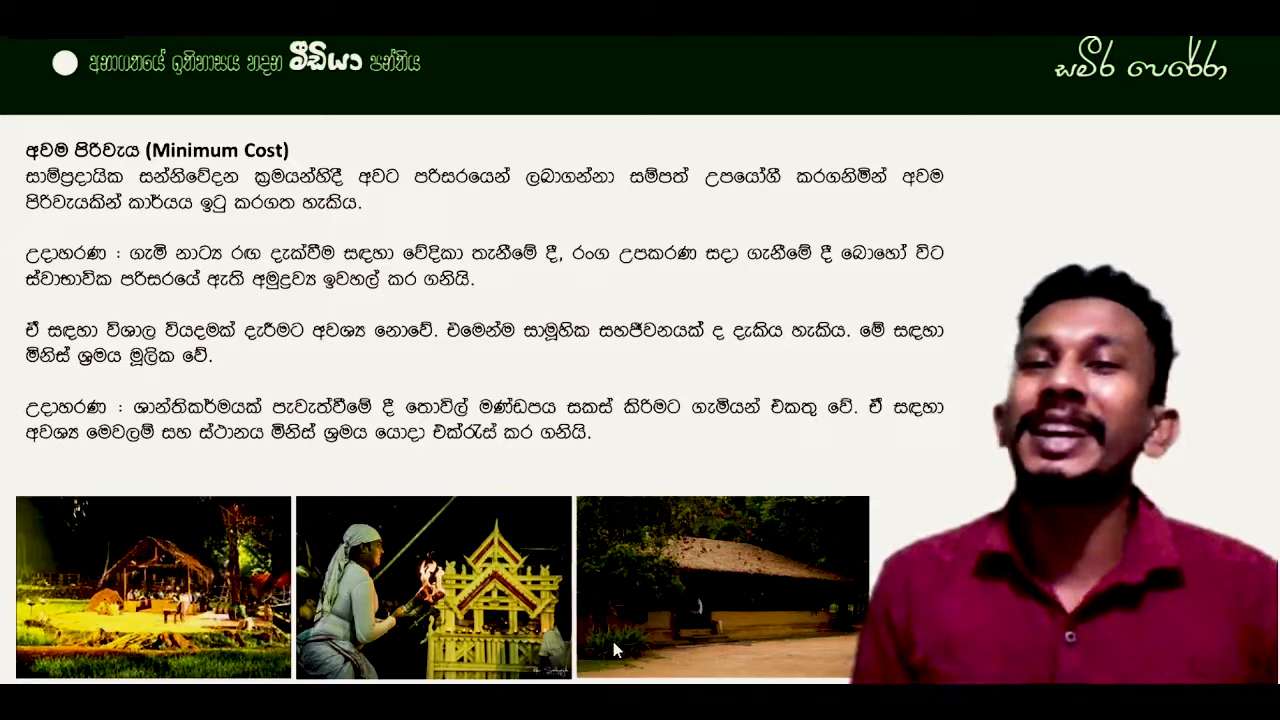 අනාගතයේ ඉතිහාසය හදන මීඩියා පන්තිය
සමීර පෙරේරා
අවම පිරිවැය (Minimum Cost)
සාම්ප්‍රදායික සන්නිවේදන ක්‍රමයන්හිදී අවට පරිසරයෙන් ලබාගන්නා සම්පත් උපයෝගී කරගනිමින් අවම
පිරිවැයකින් කාර්යය ඉටු කරගත හැකිය.
උදාහරණ : ගැමි නාට්‍ය රඟ දැක්වීම සඳහා වේදිකා තැනීමේ දී, රංග උපකරණ සදා ගැනීමේ දී බොහෝ විට
ස්වාභාවික පරිසරයේ ඇති අමුද්‍රව්‍ය ඉවහල් කර ගනියි.
ඒ සඳහා විශාල වියදමක් දැරීමට අවශ්‍ය නොවේ. එමෙන්ම සාමූහික සහජීවනයක් ද දැකිය හැකිය. මේ සඳහා
මිනිස් ශ්‍රමය මූලික වේ.
උදාහරණ : ශාන්තිකර්මයක් පැවැත්වීමේ දී තොවිල් මණ්ඩපය සකස් කිරිමට ගැමියන් එකතු වේ. ඒ සඳහා
අවශ්‍ය මෙවලම් සහ ස්ථානය මිනිස් ශ්‍රමය යොදා එක්රැස් කර ගනියි.